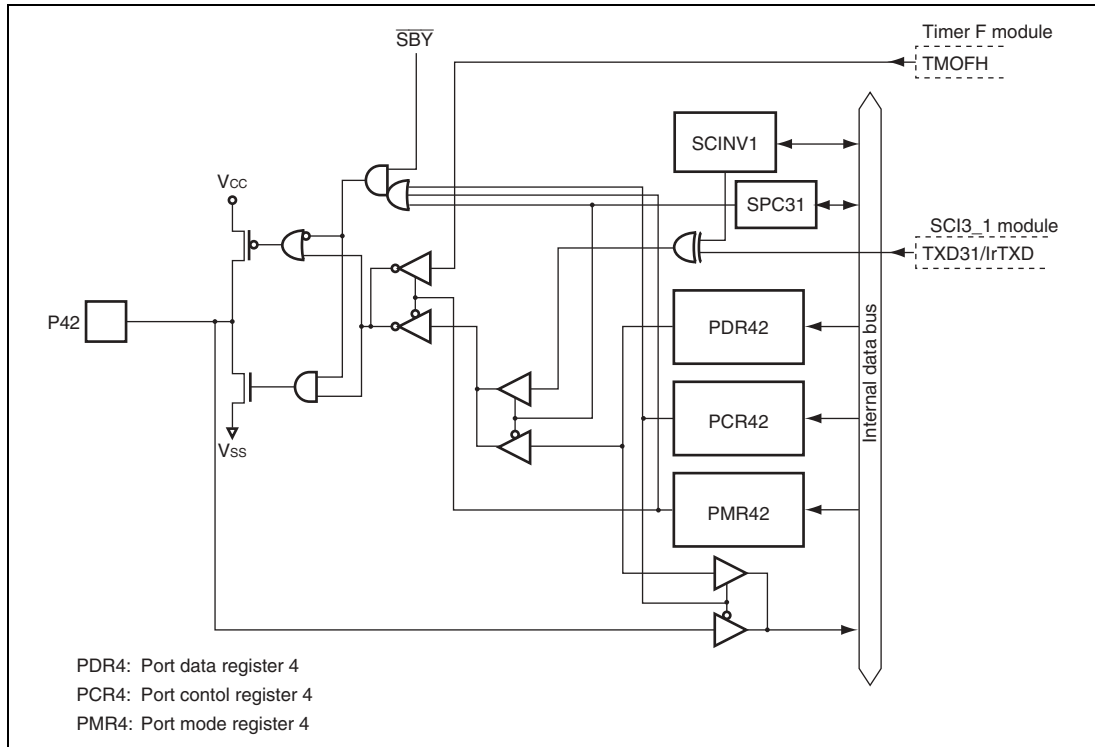 SBY
Timer F module
TMOFH
SCINV1
VCC
SPC31
SCI3_1 module
TXD31/IrTXD
P42
PDR42
Internal data bus
PCR42
VSS
PMR42
PDR4: Port data register 4
PCR4: Port contol register 4
PMR4: Port mode register 4